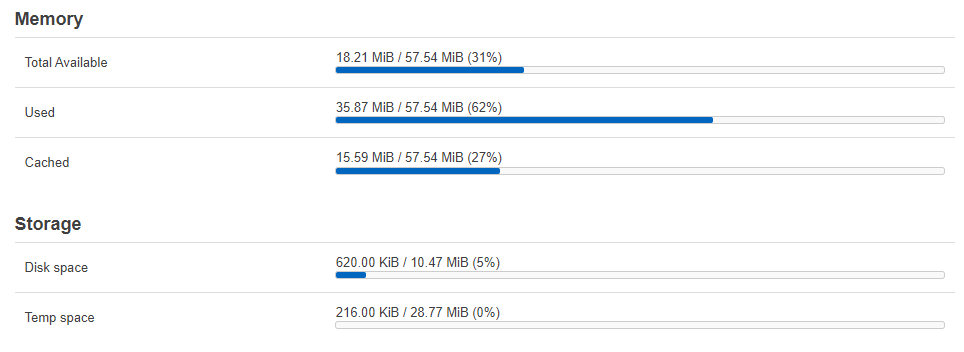 Memory
Total Available
18.21 MiB / 57.54 MiB (31%)
Used
35.87 MiB / 57.54 MiB (62%)
Cached
15.59 MiB / 57.54 MiB (27%)
Storage
Disk space
620.00 KiB / 10.47 MiB (5%)
Temp space
216.00 KiB / 28.77 MiB (0%)